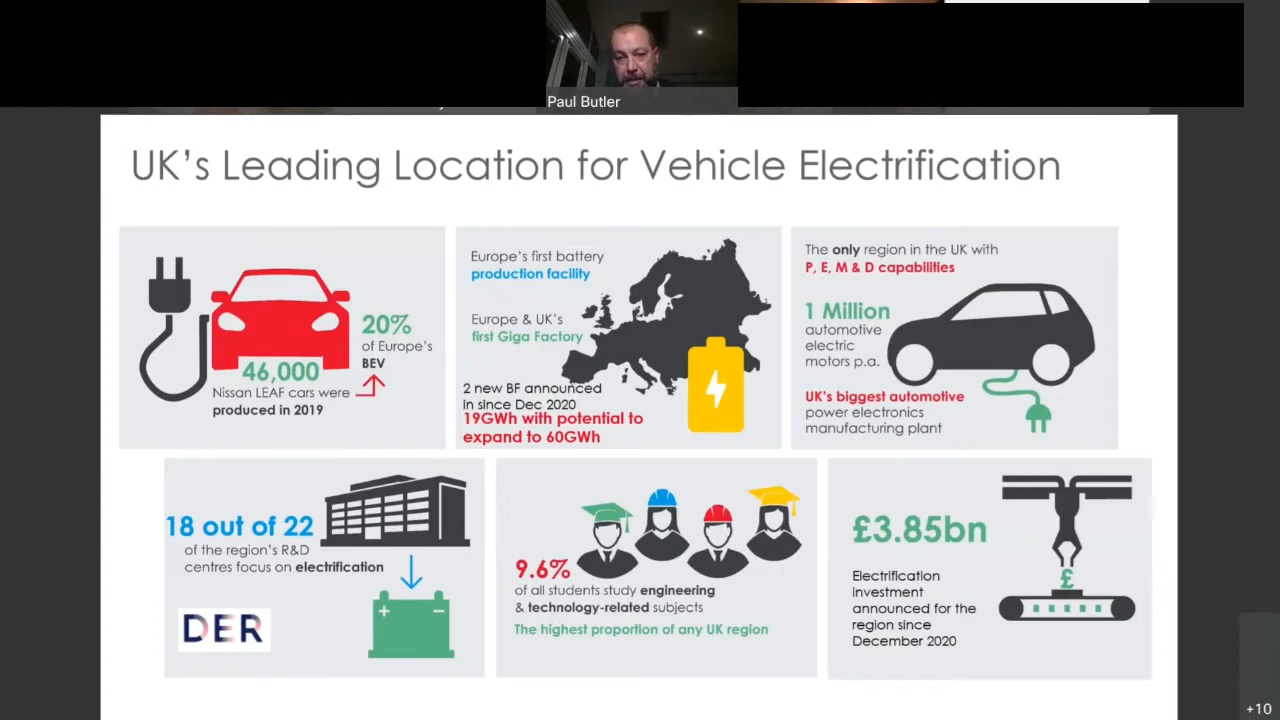 Paul Butler
UK's Leading Location for Vehicle Electrification
46,000
Nissan LEAF cars were
produced in 2019
20%
of Europe's
BEV
Europe's first battery
production facility
Europe & UK's
first Giga Factory
2 new BF announced
in since Dec 2020
19GWh with potential to
expand to 60GWh
The only region in the UK with
P, E, M & D capabilities
1 Million
automotive
electric
motors p.a.
UK's biggest automotive
power electronics
manufacturing plant
18 out of 22
of the region's R&D
centres focus on electrification
DER
9.6%
of all students study engineering
& technology-related subjects
The highest proportion of any UK region
£
£3.85bn
Electrification
investment
announced for the
region since
December 2020
+10